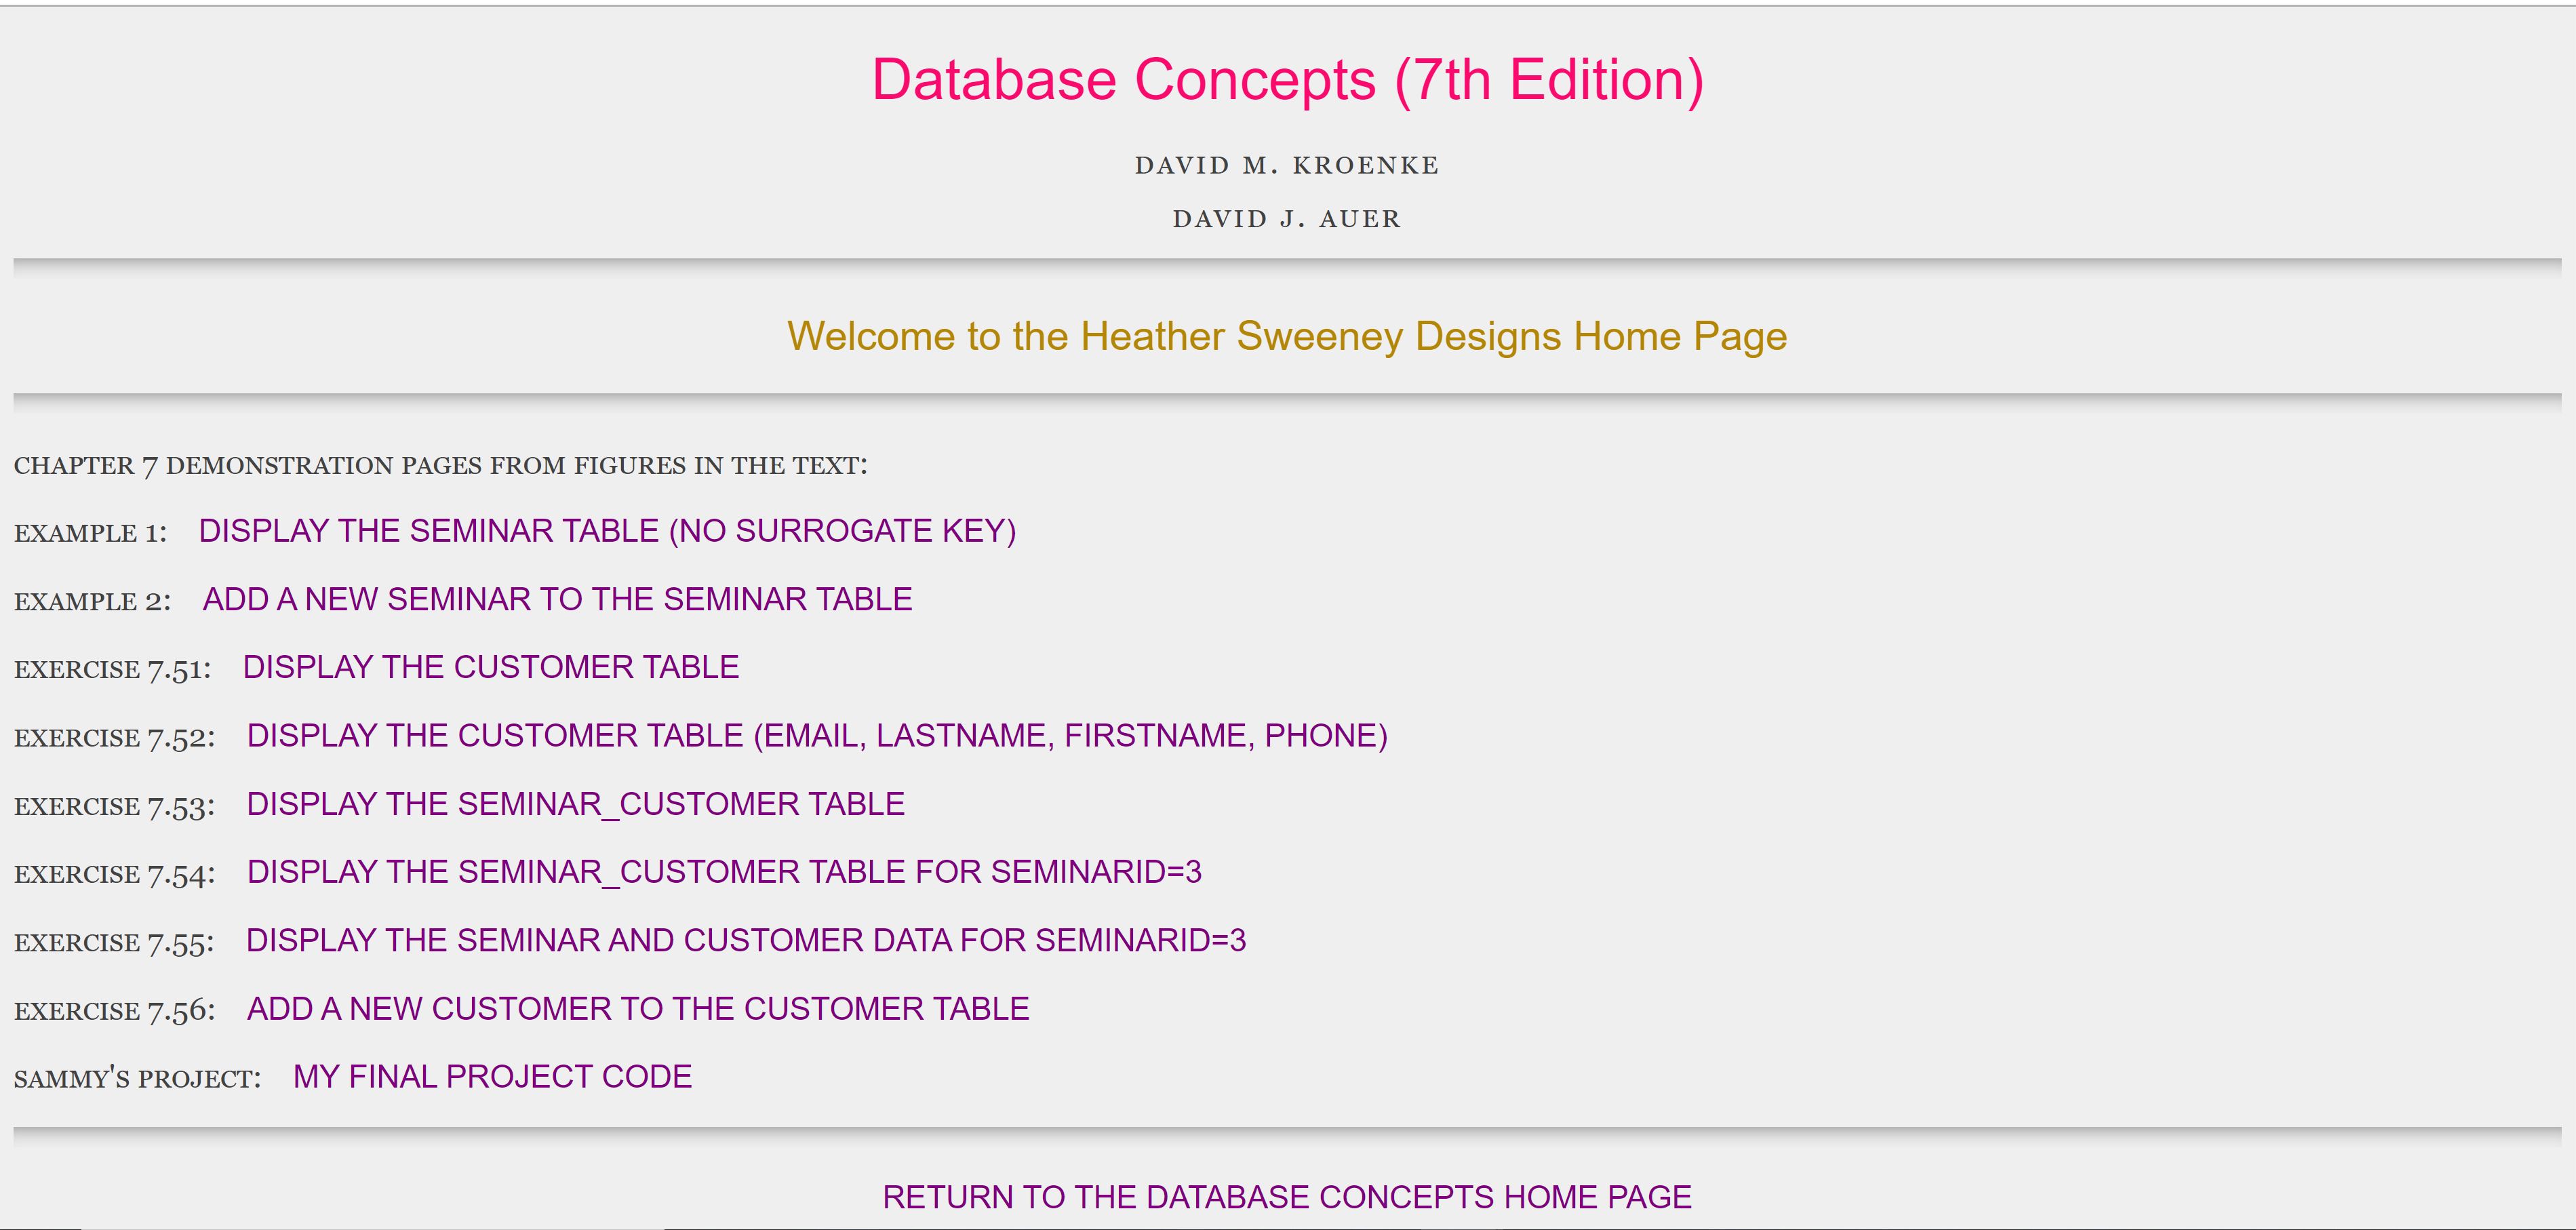 Database Concepts (7th Edition)
DAVID M. KROENKE
DAVID J. AUER
Welcome to the Heather Sweeney Designs Home Page
CHAPTER 7 DEMONSTRATION PAGES FROM FIGURES IN THE TEXT:
EXAMPLE 1: DISPLAY THE SEMINAR TABLE (NO SURROGATE KEY)
EXAMPLE 2: ADD A NEW SEMINAR TO THE SEMINAR TABLE
EXERCISE 7.51: DISPLAY THE CUSTOMER TABLE
EXERCISE 7.52: DISPLAY THE CUSTOMER TABLE (EMAIL, LASTNAME, FIRSTNAME, PHONE)
EXERCISE 7.53: DISPLAY THE SEMINAR_CUSTOMER TABLE
EXERCISE 7.54: DISPLAY THE SEMINAR_CUSTOMER TABLE FOR SEMINARID=3
EXERCISE 7.55: DISPLAY THE SEMINAR AND CUSTOMER DATA FOR SEMINARID=3
EXERCISE 7.56: ADD A NEW CUSTOMER TO THE CUSTOMER TABLE
SAMMY'S PROJECT: MY FINAL PROJECT CODE
RETURN TO THE DATABASE CONCEPTS HOME PAGE